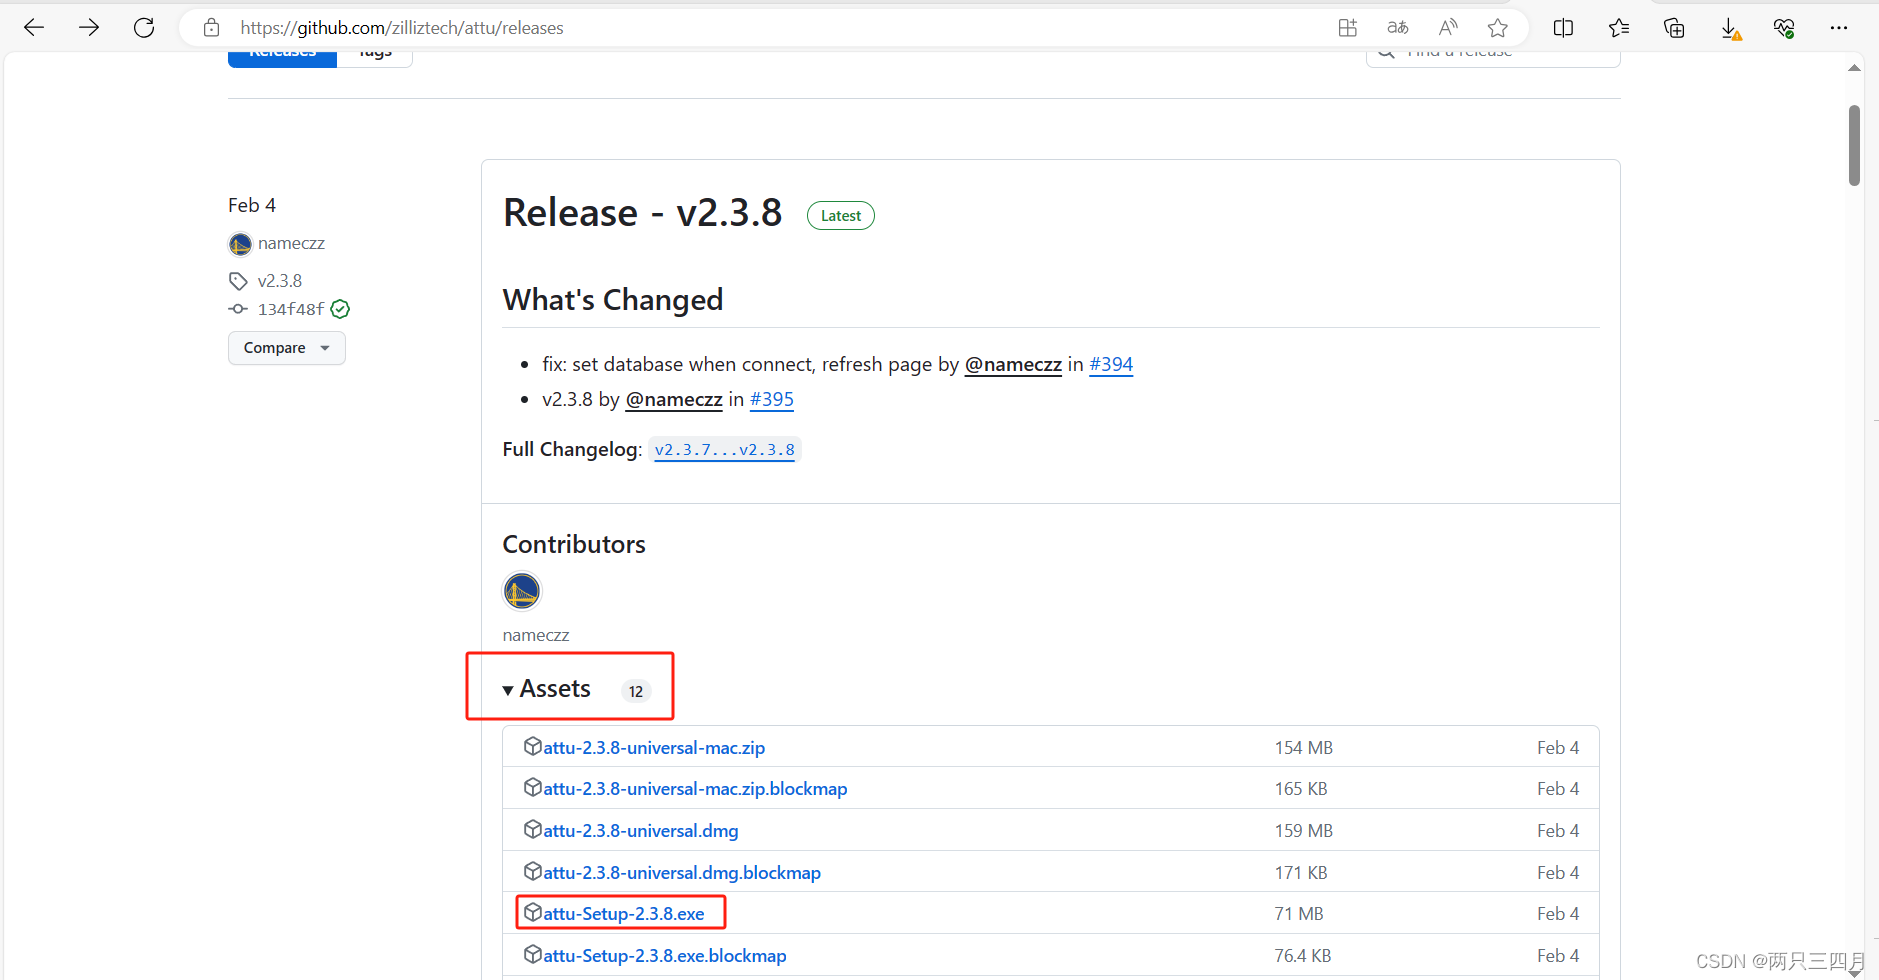 https://github.com/zilliztech/attu/releases
Releases Tags
Find a release
Feb 4
nameczz
v2.3.8
134f48f
Compare
Release - v2.3.8 Latest
What's Changed
fix: set database when connect, refresh page by @nameczz in #394
v2.3.8 by @nameczz in #395
Full Changelog: v2.3.7...v2.3.8
Contributors
nameczz
Assets 12
attu-2.3.8-universal-mac.zip 154 MB Feb 4
attu-2.3.8-universal-mac.zip.blockmap 165 KB Feb 4
attu-2.3.8-universal.dmg 159 MB Feb 4
attu-2.3.8-universal.dmg.blockmap 171 KB Feb 4
attu-Setup-2.3.8.exe 71 MB Feb 4
attu-Setup-2.3.8.exe.blockmap 76.4 KB Feb 4
CSDN @两只三四月